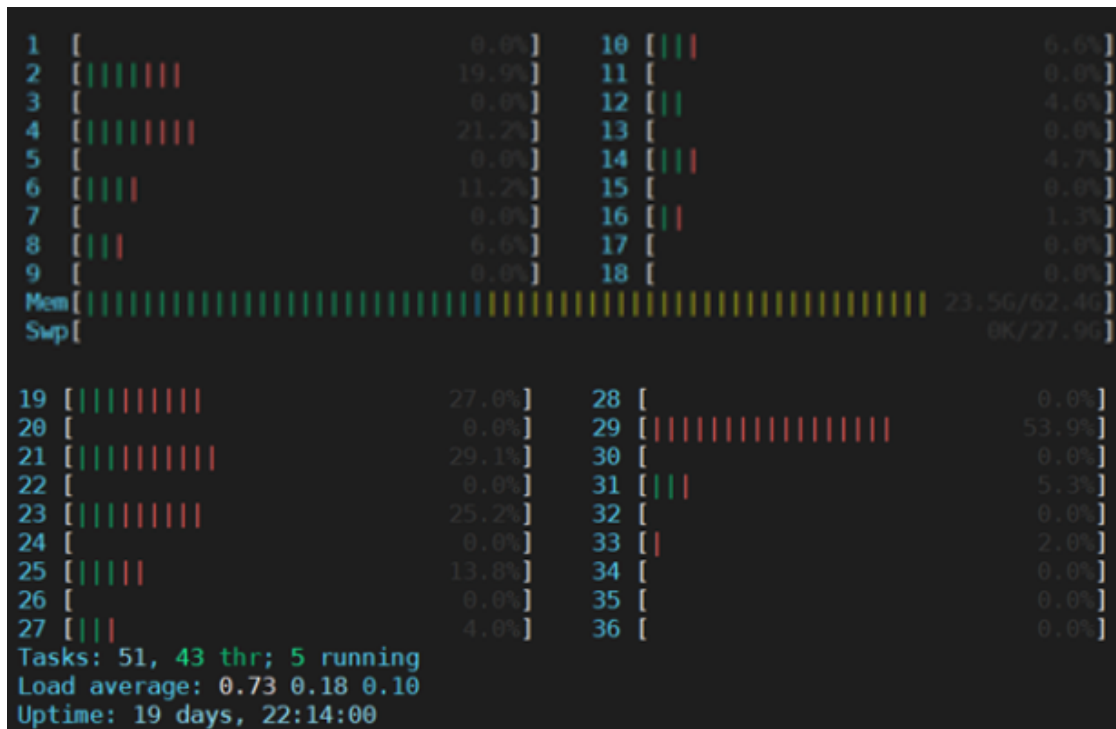 1 [ 0.0%] 10 [||| 6.6%]
2 [||||||| 19.9%] 11 [ 0.0%]
3 [ 0.0%] 12 [|| 4.6%]
4 [|||||||| 21.2%] 13 [ 0.0%]
5 [ 0.0%] 14 [||| 4.7%]
6 [|||| 11.2%] 15 [ 0.0%]
7 [ 0.0%] 16 [|| 1.3%]
8 [||| 6.6%] 17 [ 0.0%]
9 [ 0.0%] 18 [ 0.0%]
Mem[||||||||||||||||||||||||||||||||||||||||||||||||||||||||||| 23.5G/62.4G]
Swp[ 0K/27.9G]
19 [||||||||| 27.0%] 28 [ 0.0%]
20 [ 0.0%] 29 [||||||||||||||||| 53.9%]
21 [|||||||||| 29.1%] 30 [ 0.0%]
22 [ 0.0%] 31 [||| 5.3%]
23 [||||||||| 25.2%] 32 [ 0.0%]
24 [ 0.0%] 33 [| 2.0%]
25 [||||| 13.8%] 34 [ 0.0%]
26 [ 0.0%] 35 [ 0.0%]
27 [||| 4.0%] 36 [ 0.0%]
Tasks: 51, 43 thr; 5 running
Load average: 0.73 0.18 0.10
Uptime: 19 days, 22:14:00